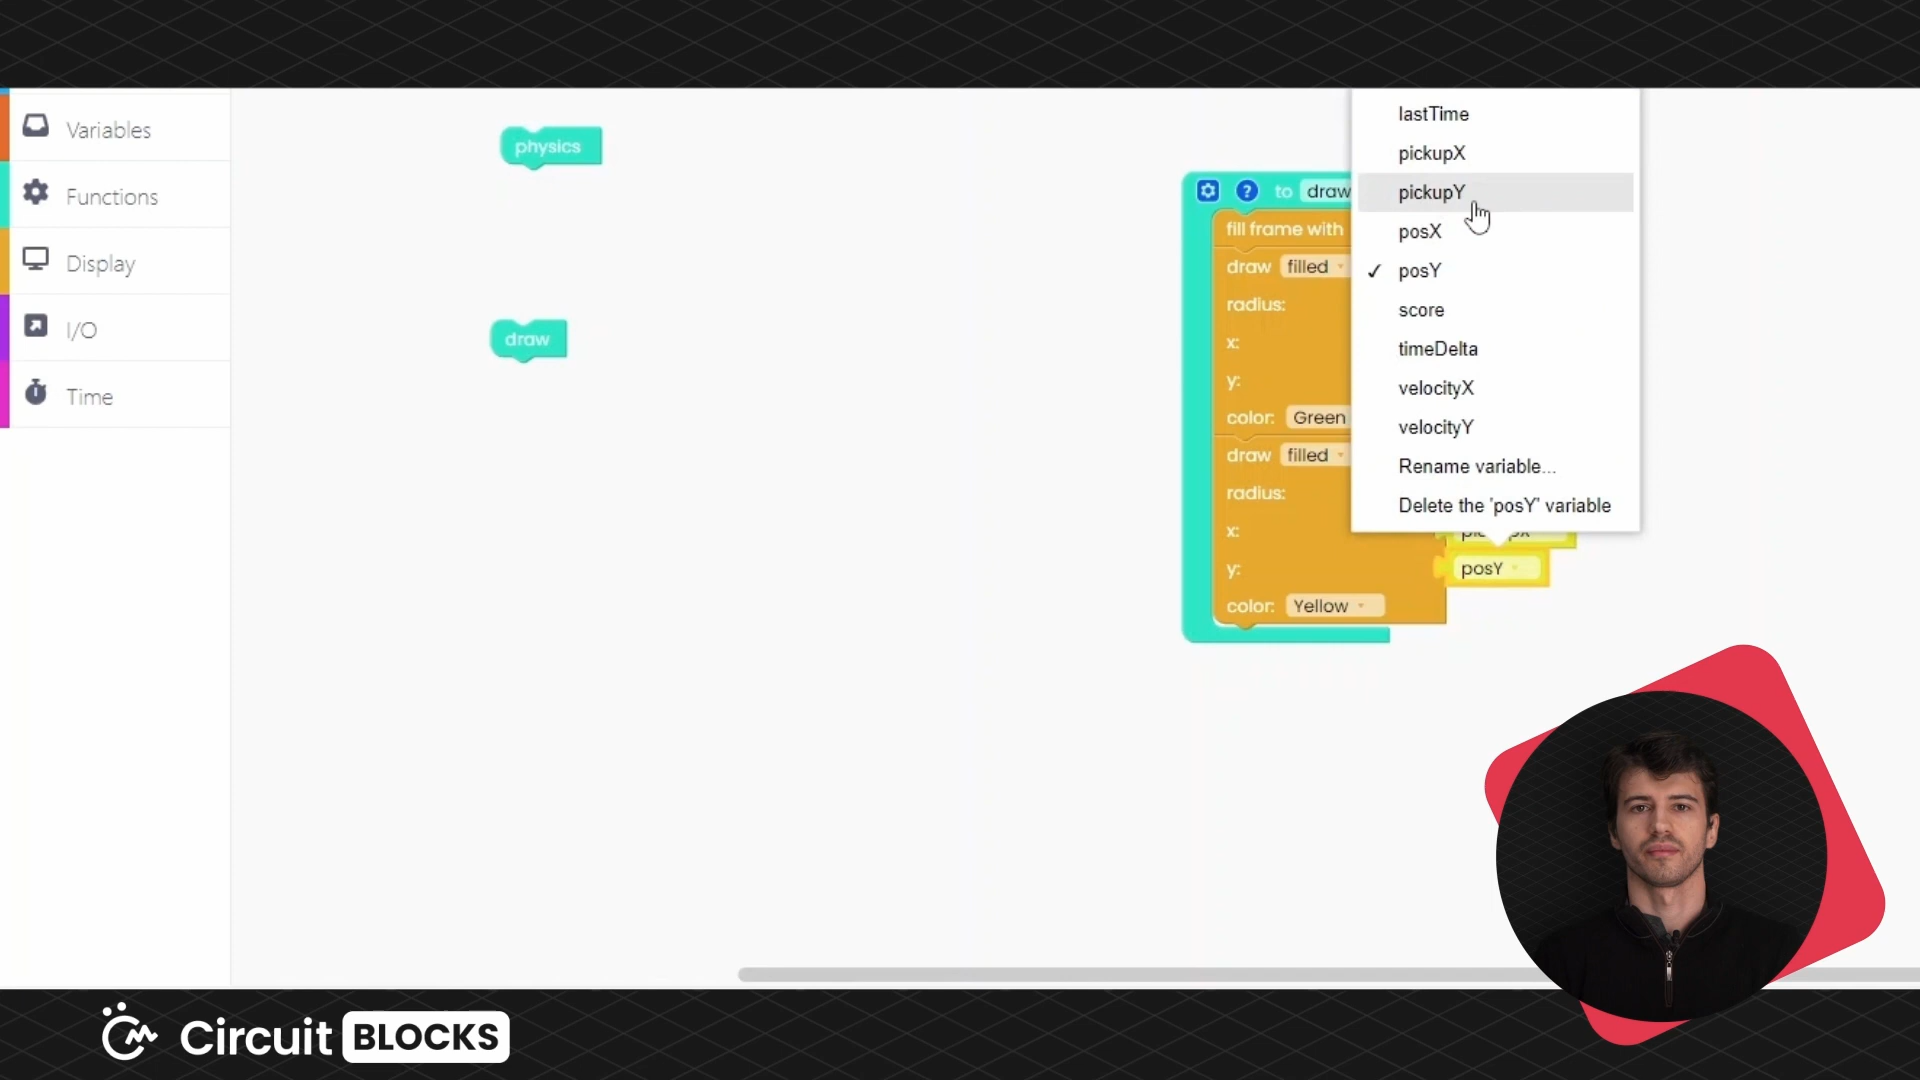 Variables
Functions
Display
I/O
Time
physics
draw
? to draw
fill frame with
draw filled
radius:
x:
y:
color: Green
draw filled
radius:
x:
y: posY
color: Yellow
lastTime
pickupX
pickupY
posX
✓ posY
score
timeDelta
velocityX
velocityY
Rename variable...
Delete the 'posY' variable
Circuit BLOCKS